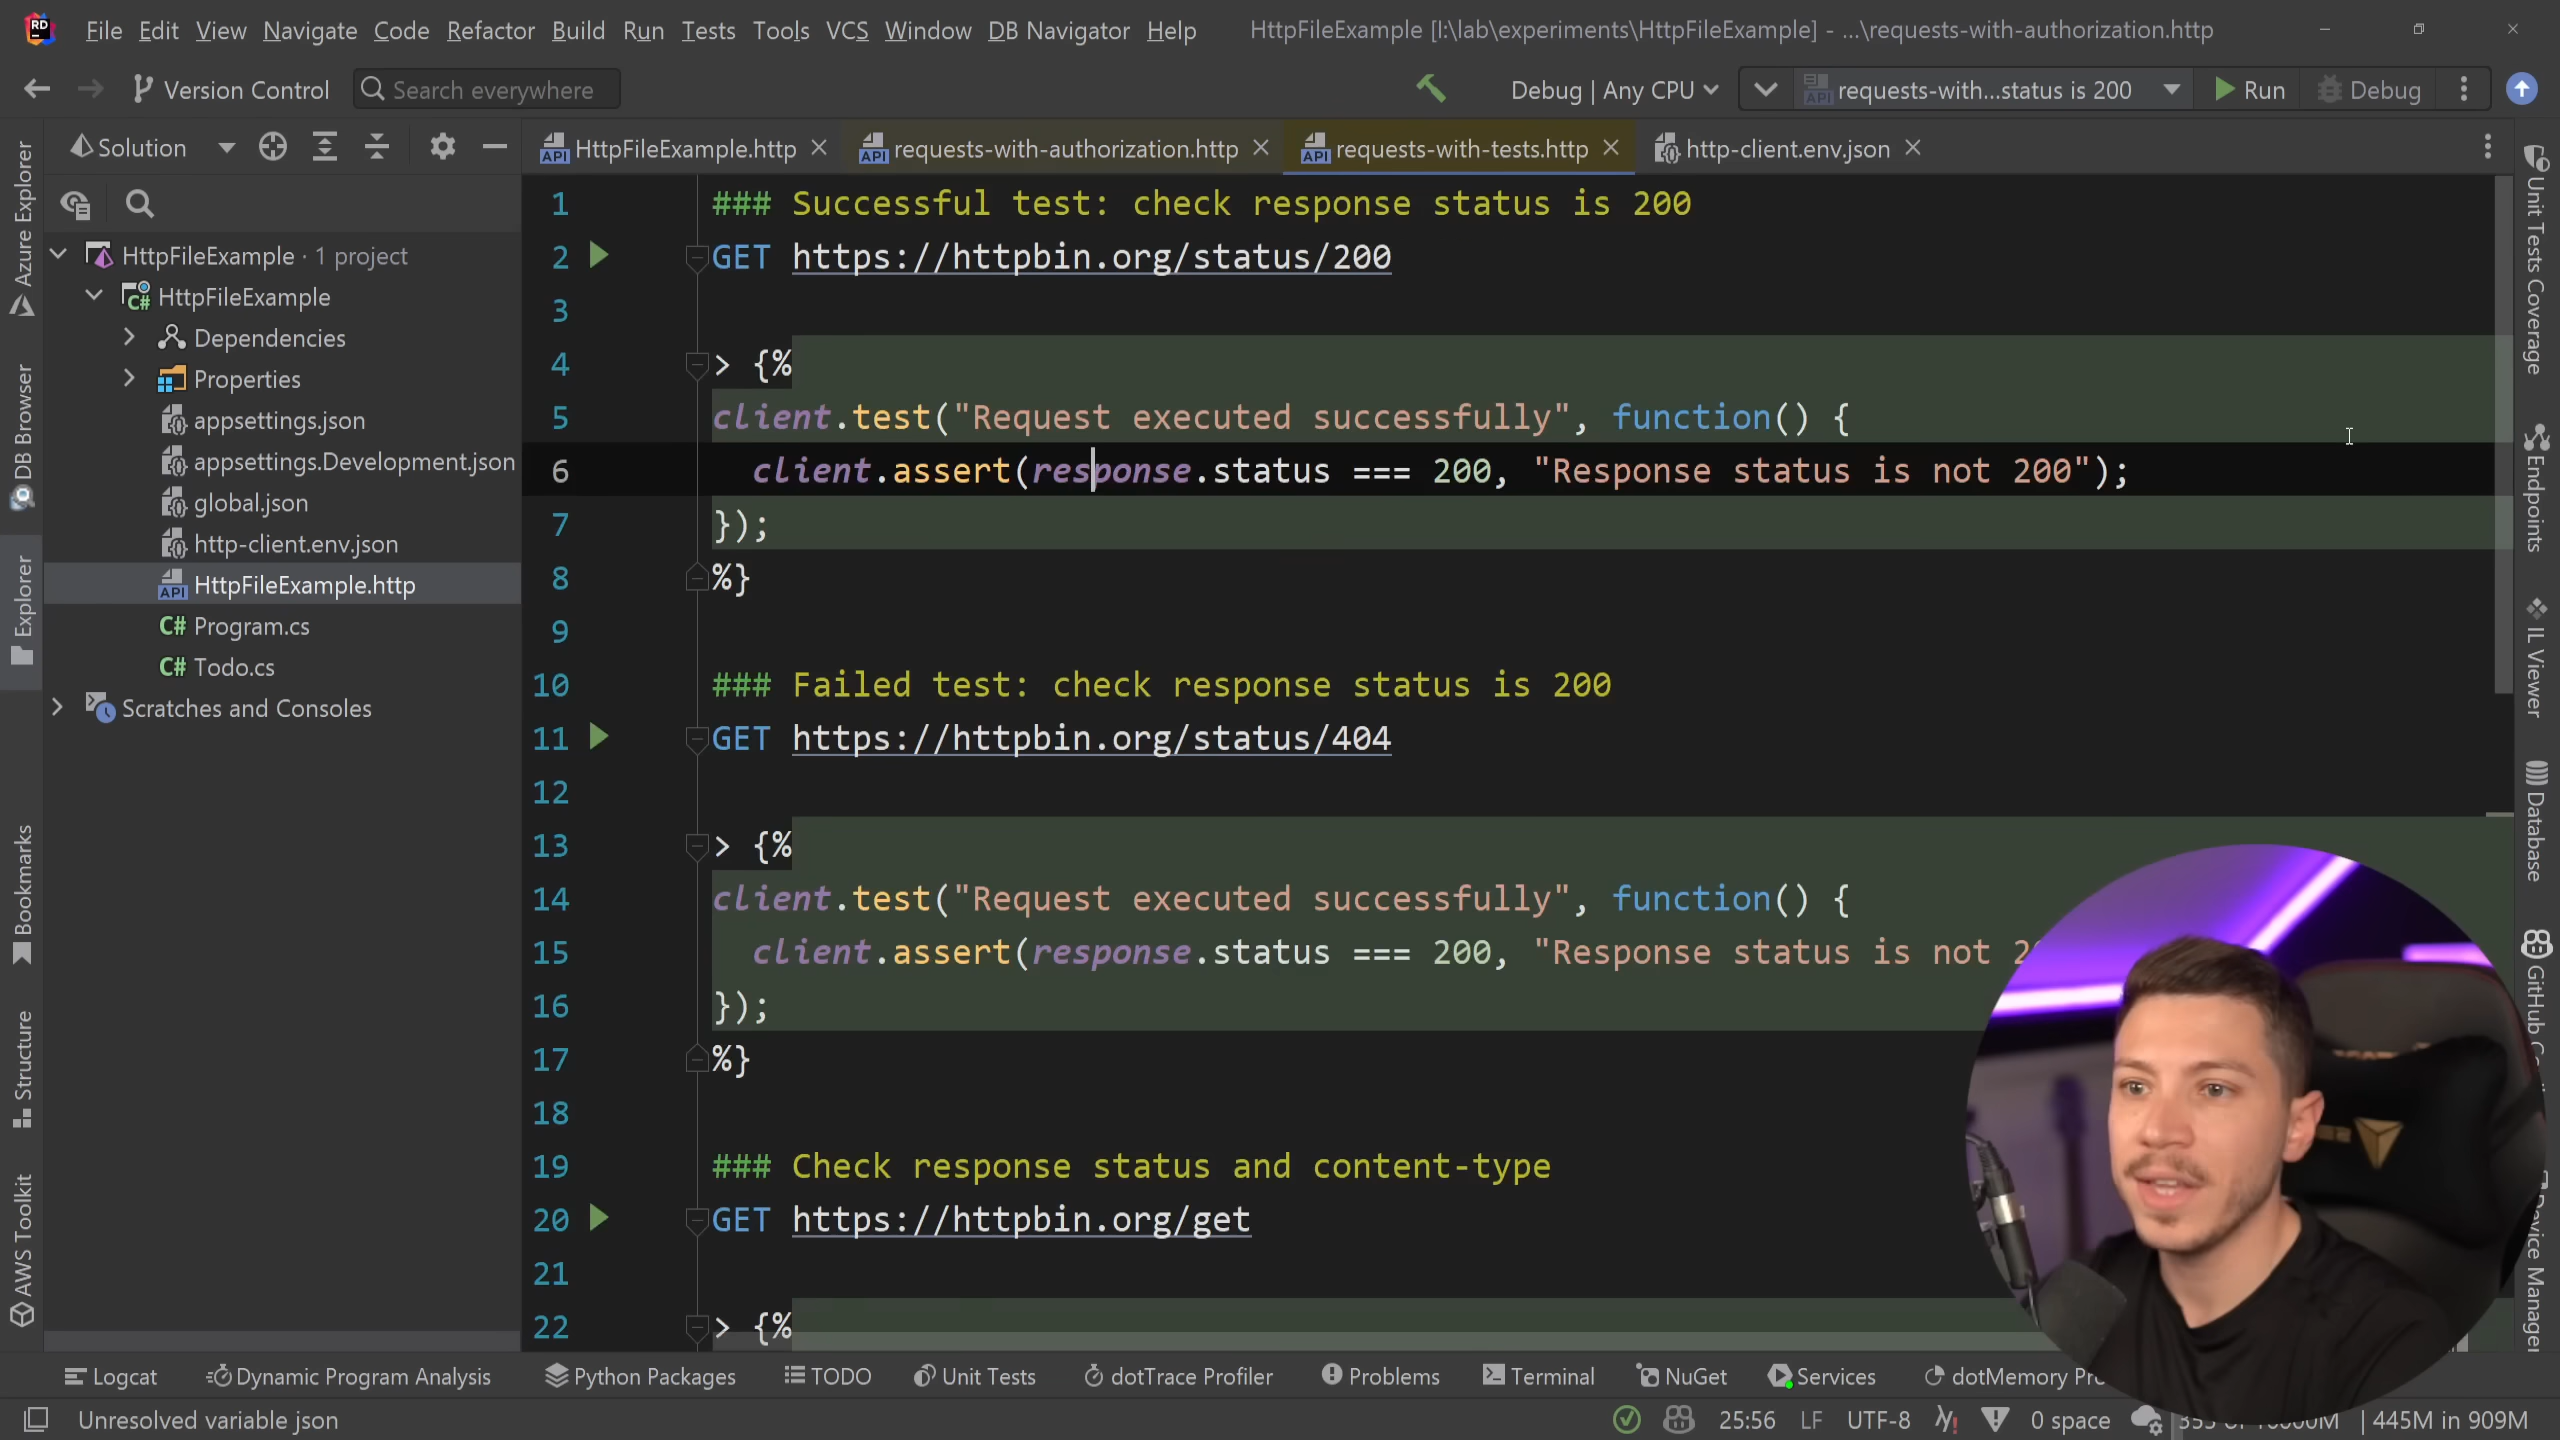 RD File Edit View Navigate Code Refactor Build Run Tests Tools VCS Window DB Navigator Help HttpFileExample [I:\lab\experiments\HttpFileExample] - ...\requests-with-authorization.http
Version Control Search everywhere Debug | Any CPU API requests-with...status is 200 Run Debug
Solution API HttpFileExample.http API requests-with-authorization.http API requests-with-tests.http http-client.env.json
HttpFileExample · 1 project
C# HttpFileExample
Dependencies
Properties
appsettings.json
appsettings.Development.json
global.json
http-client.env.json
API HttpFileExample.http
C# Program.cs
C# Todo.cs
Scratches and Consoles
Azure Explorer
DB Browser
Explorer
Bookmarks
Structure
AWS Toolkit
1 ### Successful test: check response status is 200
2 GET https://httpbin.org/status/200
3
4 > {%
5 client.test("Request executed successfully", function() {
6 client.assert(response.status === 200, "Response status is not 200");
7 });
8 %}
9
10 ### Failed test: check response status is 200
11 GET https://httpbin.org/status/404
12
13 > {%
14 client.test("Request executed successfully", function() {
15 client.assert(response.status === 200, "Response status is not
16 });
17 %}
18
19 ### Check response status and content-type
20 GET https://httpbin.org/get
21
22 > {%
Unit Tests Coverage
Endpoints
IL Viewer
Database
GitHub
Device Manager
Logcat Dynamic Program Analysis Python Packages TODO Unit Tests dotTrace Profiler Problems Terminal NuGet Services dotMemory
Unresolved variable json 25:56 LF UTF-8 0 space 445M in 909M